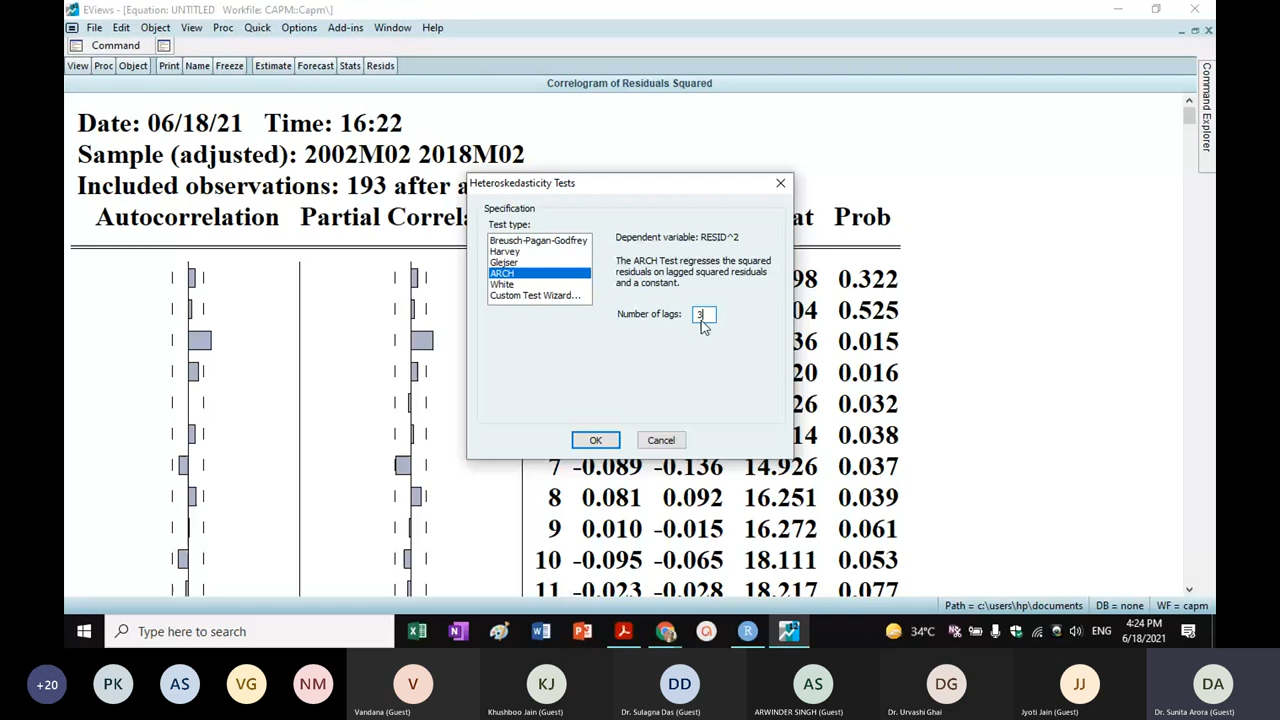 EViews - [Equation: UNTITLED Workfile: CAPM::Capm\]
File Edit Object View Proc Quick Options Add-ins Window Help
Command
View Proc Object Print Name Freeze Estimate Forecast Stats Resids
Correlogram of Residuals Squared
Command Explorer
Date: 06/18/21 Time: 16:22
Sample (adjusted): 2002M02 2018M02
Included observations: 193 after a
Autocorrelation Partial Correla at Prob
98 0.322
04 0.525
36 0.015
20 0.016
26 0.032
14 0.038
7 -0.089 -0.136 14.926 0.037
8 0.081 0.092 16.251 0.039
9 0.010 -0.015 16.272 0.061
10 -0.095 -0.065 18.111 0.053
11 -0.023 -0.028 18.217 0.077
Heteroskedasticity Tests
Specification
Test type:
Breusch-Pagan-Godfrey
Harvey
Glejser
ARCH
White
Custom Test Wizard...
Dependent variable: RESID^2
The ARCH Test regresses the squared
residuals on lagged squared residuals
and a constant.
Number of lags: 3
OK Cancel
Path = c:\users\hp\documents DB = none WF = capm
Type here to search
34°C
ENG
4:24 PM
6/18/2021
+20 PK AS VG NM V KJ DD AS DG JJ DA
Vandana (Guest) Khushboo Jain (Guest) Dr. Sulagna Das (Guest) ARWINDER SINGH (Guest) Dr. Urvashi Ghai Jyoti Jain (Guest) Dr. Sunita Arora (Guest)